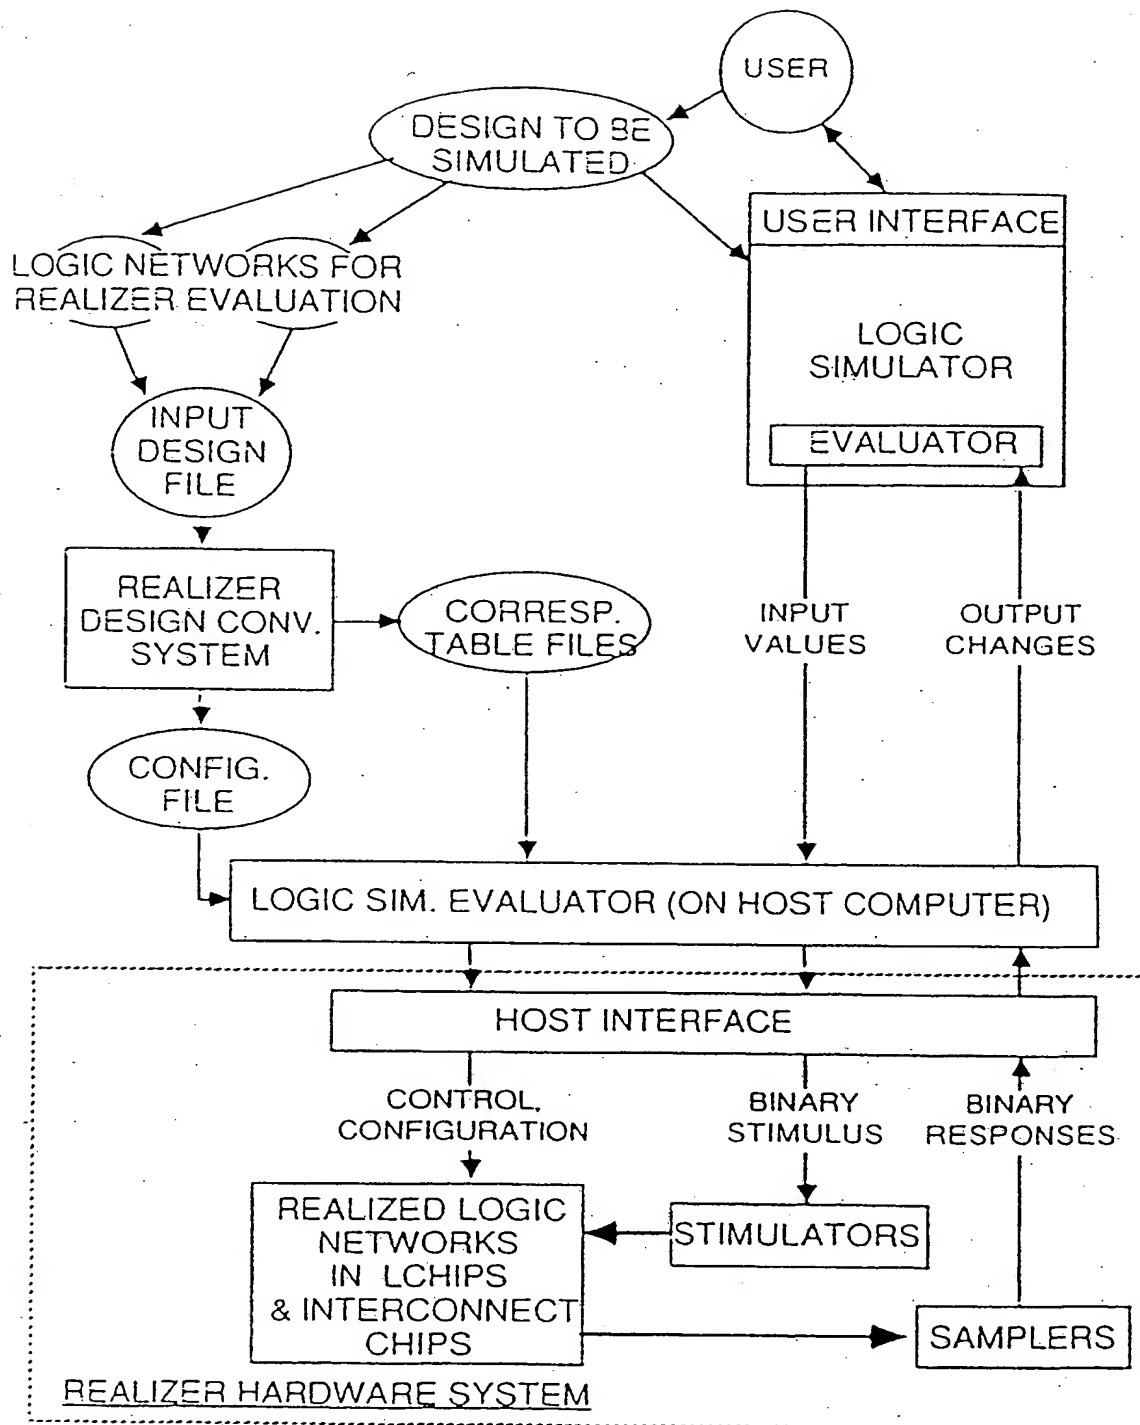 USER
DESIGN TO BE
SIMULATED
USER INTERFACE
LOGIC NETWORKS FOR
REALIZER EVALUATION
LOGIC
SIMULATOR
INPUT
DESIGN
FILE
EVALUATOR
REALIZER
DESIGN CONV.
SYSTEM
CORRESP.
TABLE FILES
INPUT
VALUES
OUTPUT
CHANGES
CONFIG.
FILE
LOGIC SIM. EVALUATOR (ON HOST COMPUTER)
HOST INTERFACE
CONTROL,
CONFIGURATION
BINARY
STIMULUS
BINARY
RESPONSES
REALIZED LOGIC
NETWORKS
IN LCHIPS
& INTERCONNECT
CHIPS
STIMULATORS
SAMPLERS
REALIZER HARDWARE SYSTEM